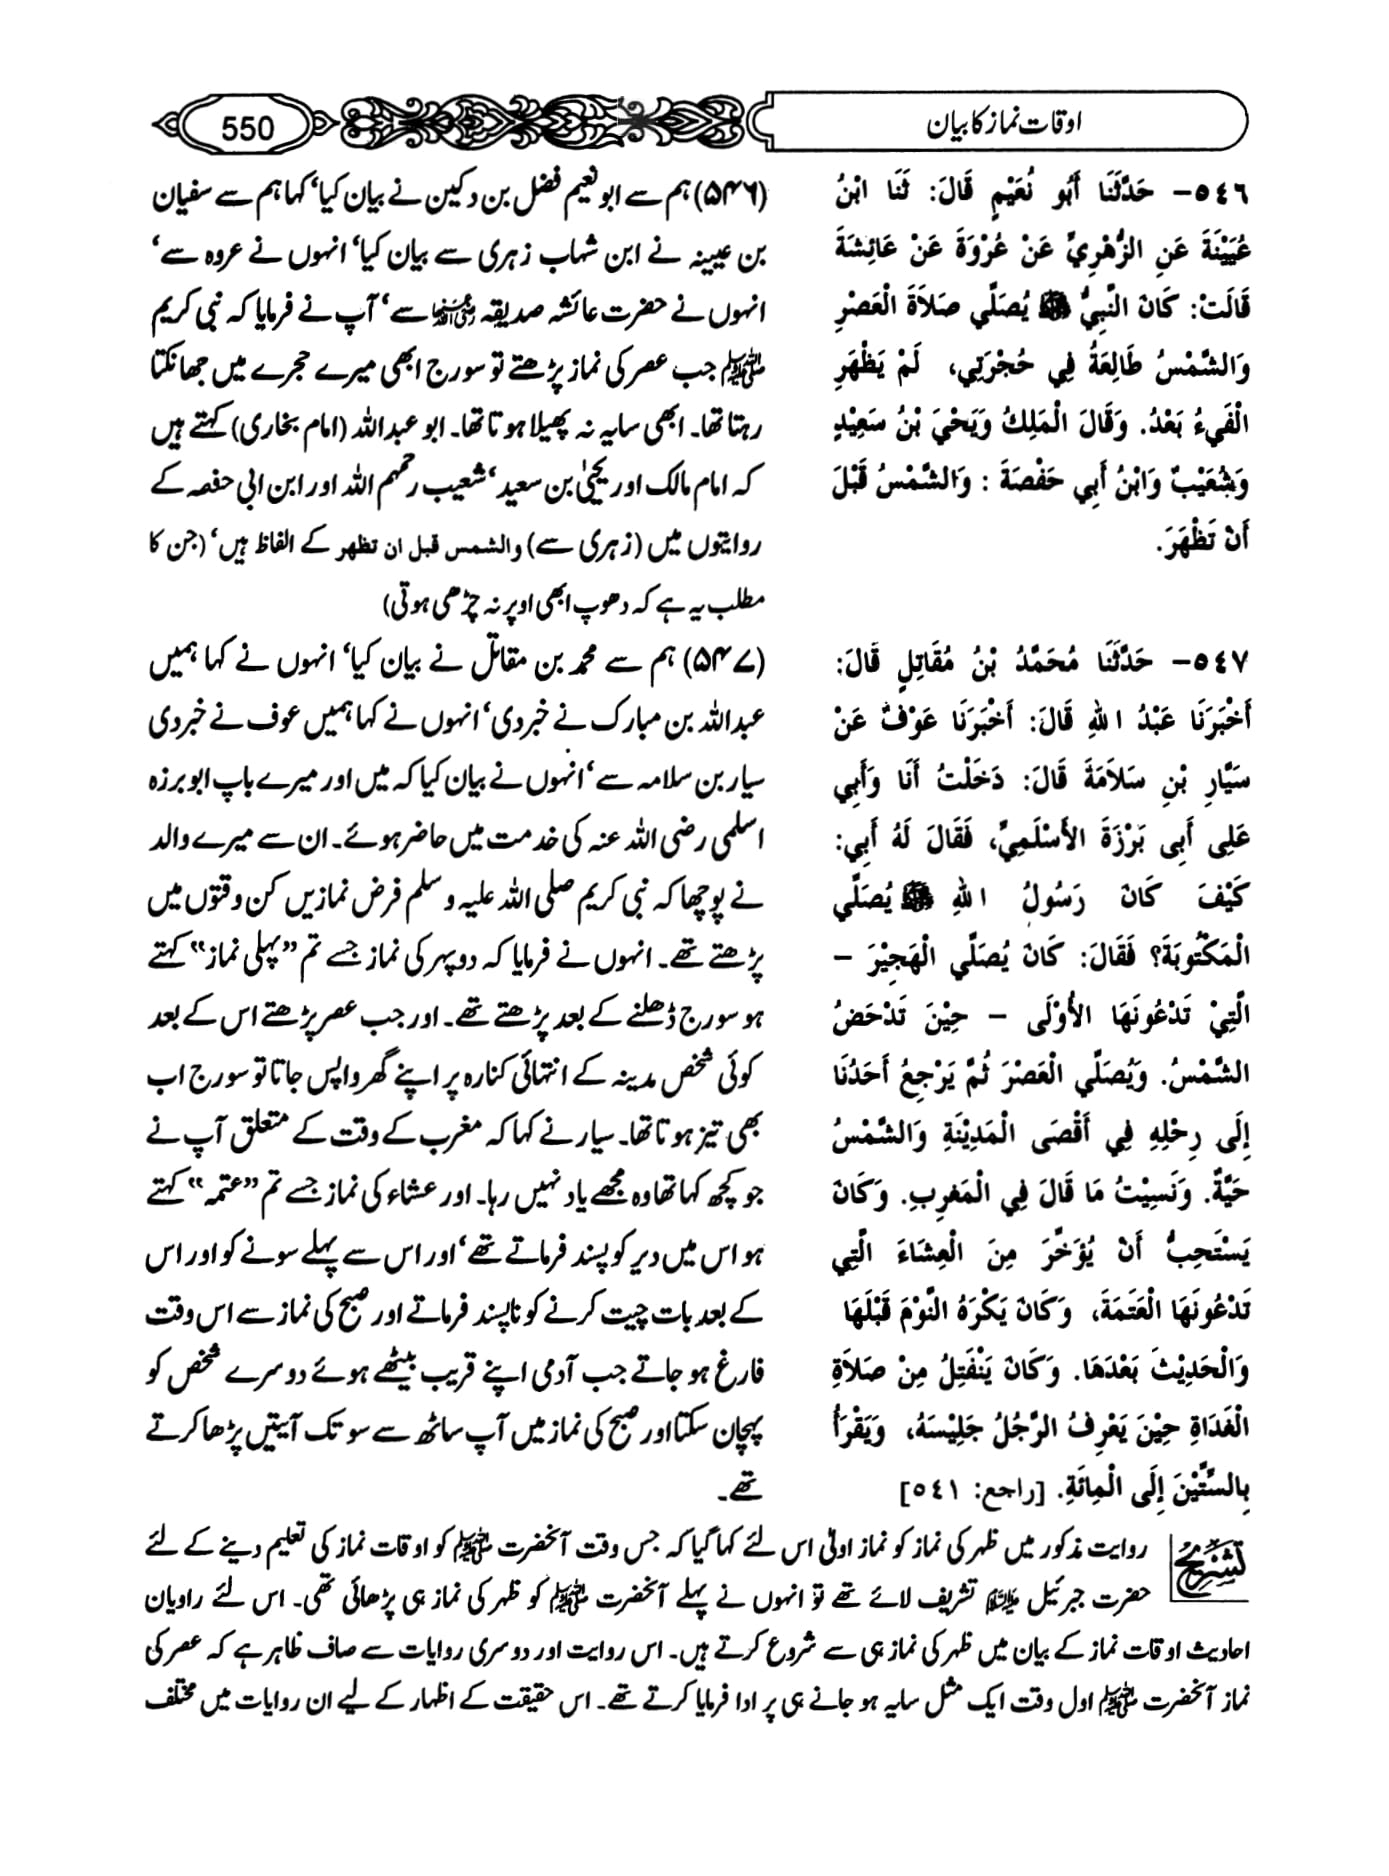 اوقات نماز کا بیان
550
٥٤٦- حَدَّثَنَا أَبُو نُعَيْمٍ قَالَ: ثَنَا ابْنُ
عُيَيْنَةَ عَنِ الزُّهْرِيِّ عَنْ عُرْوَةَ عَنْ عَائِشَةَ
قَالَتْ: كَانَ النَّبِيُّ ﷺ يُصَلِّي صَلاَةَ الْعَصْرِ
وَالشَّمْسُ طَالِعَةٌ فِي حُجْرَتِي، لَمْ يَظْهَرِ
الْفَيْءُ بَعْدُ. وَقَالَ الْمَلِكُ وَيَحْيَ بْنُ سَعِيْدٍ
وَشُعَيْبٌ وَابْنُ أَبِي حَفْصَةَ : وَالشَّمْسُ قَبْلَ
أَنْ تَظْهَرَ.
(۵۴۶) ہم سے ابو نعیم فضل بن دکین نے بیان کیا‘ کہا ہم سے سفیان
بن عیینہ نے ابن شہاب زہری سے بیان کیا‘ انہوں نے عروہ سے‘
انہوں نے حضرت عائشہ صدیقہ رضی اللہ عنہا سے‘ آپ نے فرمایا کہ نبی کریم
ﷺ جب عصر کی نماز پڑھتے تو سورج ابھی میرے حجرے میں جھانکتا
رہتا تھا۔ ابھی سایہ نہ پھیلا ہوتا تھا۔ ابو عبداللہ (امام بخاری) کہتے ہیں
کہ امام مالک اور یحییٰ بن سعید‘ شعیب رحمہم اللہ اور ابن ابی حفصہ کے
روایتوں میں (زہری سے) والشمس قبل ان تظهر کے الفاظ ہیں‘ (جن کا
مطلب یہ ہے کہ دھوپ ابھی اوپر نہ چڑھی ہوتی)
٥٤٧- حَدَّثَنَا مُحَمَّدُ بْنُ مُقَاتِلٍ قَالَ:
أَخْبَرَنَا عَبْدُ اللهِ قَالَ: أَخْبَرَنَا عَوْفٌ عَنْ
سَيَّارِ بْنِ سَلاَمَةَ قَالَ: دَخَلْتُ أَنَا وَأَبِي
عَلِى أَبِى بَرْزَةَ الأَسْلَمِيِّ، فَقَالَ لَهُ أَبِي:
كَيْفَ كَانَ رَسُولُ اللهِ ﷺ يُصَلِّي
الْمَكْتُوبَةَ؟ فَقَالَ: كَانَ يُصَلِّي الْهَجِيْرَ –
الَّتِيْ تَدْعُونَهَا الأُوْلَى – حِيْنَ تَدْحَضُ
الشَّمْسُ. وَيُصَلِّي الْعَصْرَ ثُمَّ يَرْجِعُ أَحَدُنَا
إِلَى رِحْلِهِ فِي أَقْصَى الْمَدِيْنَةِ وَالشَّمْسُ
حَيَّةٌ. وَنَسِيْتُ مَا قَالَ فِي الْمَغرِبِ. وَكَانَ
يَسْتَحِبُّ أَنْ يُؤَخَّرَ مِنَ الْعِشَاءَ الَّتِي
تَدْعُونَهَا الْعَتَمَةَ، وَكَانَ يَكْرَهُ النَّوْمَ قَبْلَهَا
وَالْحَدِيْثَ بَعْدَهَا. وَكَانَ يَنْفَتِلُ مِنْ صَلاَةِ
الْغَدَاةِ حِيْنَ يَعْرِفُ الرَّجُلُ جَلِيْسَهُ، وَيَقْرَأُ
بِالسِّتِّيْنَ إِلَى الْمِائَةِ. [راجع: ٥٤١]
(۵۴۷) ہم سے محمد بن مقاتل نے بیان کیا‘ انہوں نے کہا ہمیں
عبداللہ بن مبارک نے خبر دی‘ انہوں نے کہا ہمیں عوف نے خبر دی
سیار بن سلامہ سے‘ انہوں نے بیان کیا کہ میں اور میرے باپ ابو برزہ
اسلمی رضی اللہ عنہ کی خدمت میں حاضر ہوئے۔ ان سے میرے والد
نے پوچھا کہ نبی کریم صلی اللہ علیہ و سلم فرض نمازیں کن وقتوں میں
پڑھتے تھے۔ انہوں نے فرمایا کہ دوپہر کی نماز جسے تم ”پہلی نماز“ کہتے
ہو سورج ڈھلنے کے بعد پڑھتے تھے۔ اور جب عصر پڑھتے اس کے بعد
کوئی شخص مدینہ کے انتہائی کنارہ پر اپنے گھر واپس جاتا تو سورج اب
بھی تیز ہوتا تھا۔ سیار نے کہا کہ مغرب کے وقت کے متعلق آپ نے
جو کچھ کہا تھا وہ مجھے یاد نہیں رہا۔ اور عشاء کی نماز جسے تم ”عتمہ“ کہتے
ہو اس میں دیر کو پسند فرماتے تھے‘ اور اس سے پہلے سونے کو اور اس
کے بعد بات چیت کرنے کو ناپسند فرماتے اور صبح کی نماز سے اس وقت
فارغ ہو جاتے جب آدمی اپنے قریب بیٹھے ہوئے دوسرے شخص کو
پہچان سکتا اور صبح کی نماز میں آپ ساٹھ سے سو تک آیتیں پڑھا کرتے
تھے۔
تشریح
روایت مذکور میں ظہر کی نماز کو نماز اولیٰ اس لئے کہا گیا کہ جس وقت آنحضرت ﷺ کو اوقات نماز کی تعلیم دینے کے لئے
حضرت جبرئیل علیہ السلام تشریف لائے تھے تو انہوں نے پہلے آنحضرت ﷺ کو ظہر کی نماز ہی پڑھائی تھی۔ اس لئے راویان
احادیث اوقات نماز کے بیان میں ظہر کی نماز ہی سے شروع کرتے ہیں۔ اس روایت اور دوسری روایات سے صاف ظاہر ہے کہ عصر کی
نماز آنحضرت ﷺ اول وقت ایک مثل سایہ ہو جانے ہی پر ادا فرمایا کرتے تھے۔ اس حقیقت کے اظہار کے لیے ان روایات میں مختلف